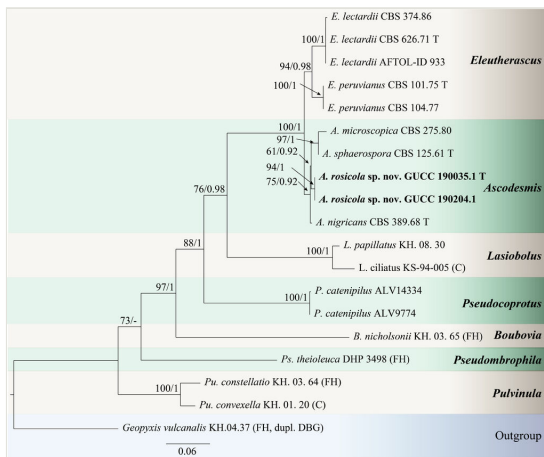 E. lectardii CBS 374.86
100/1
E. lectardii CBS 626.71 T
Eleutherascus
94/0.98
E. lectardii AFTOL-ID 933
100/1
E. peruvianus CBS 101.75 T
E. peruvianus CBS 104.77
100/1
A. microscopica CBS 275.80
97/1
61/0.92
A. sphaerospora CBS 125.61 T
94/1
A. rosicola sp. nov. GUCC 190035.1 T
Ascodesmis
75/0.92
A. rosicola sp. nov. GUCC 190204.1
76/0.98
A. nigricans CBS 389.68 T
88/1
L. papillatus KH. 08. 30
Lasiobolus
100/1
L. ciliatus KS-94-005 (C)
97/1
P. catenipilus ALV14334
100/1
Pseudocoprotus
P. catenipilus ALV9774
73/-
B. nicholsonii KH. 03. 65 (FH)
Boubovia
Ps. theioleuca DHP 3498 (FH)
Pseudombrophila
Pu. constellatio KH. 03. 64 (FH)
100/1
Pulvinula
Pu. convexella KH. 01. 20 (C)
Geopyxis vulcanalis KH.04.37 (FH, dupl. DBG)
Outgroup
0.06